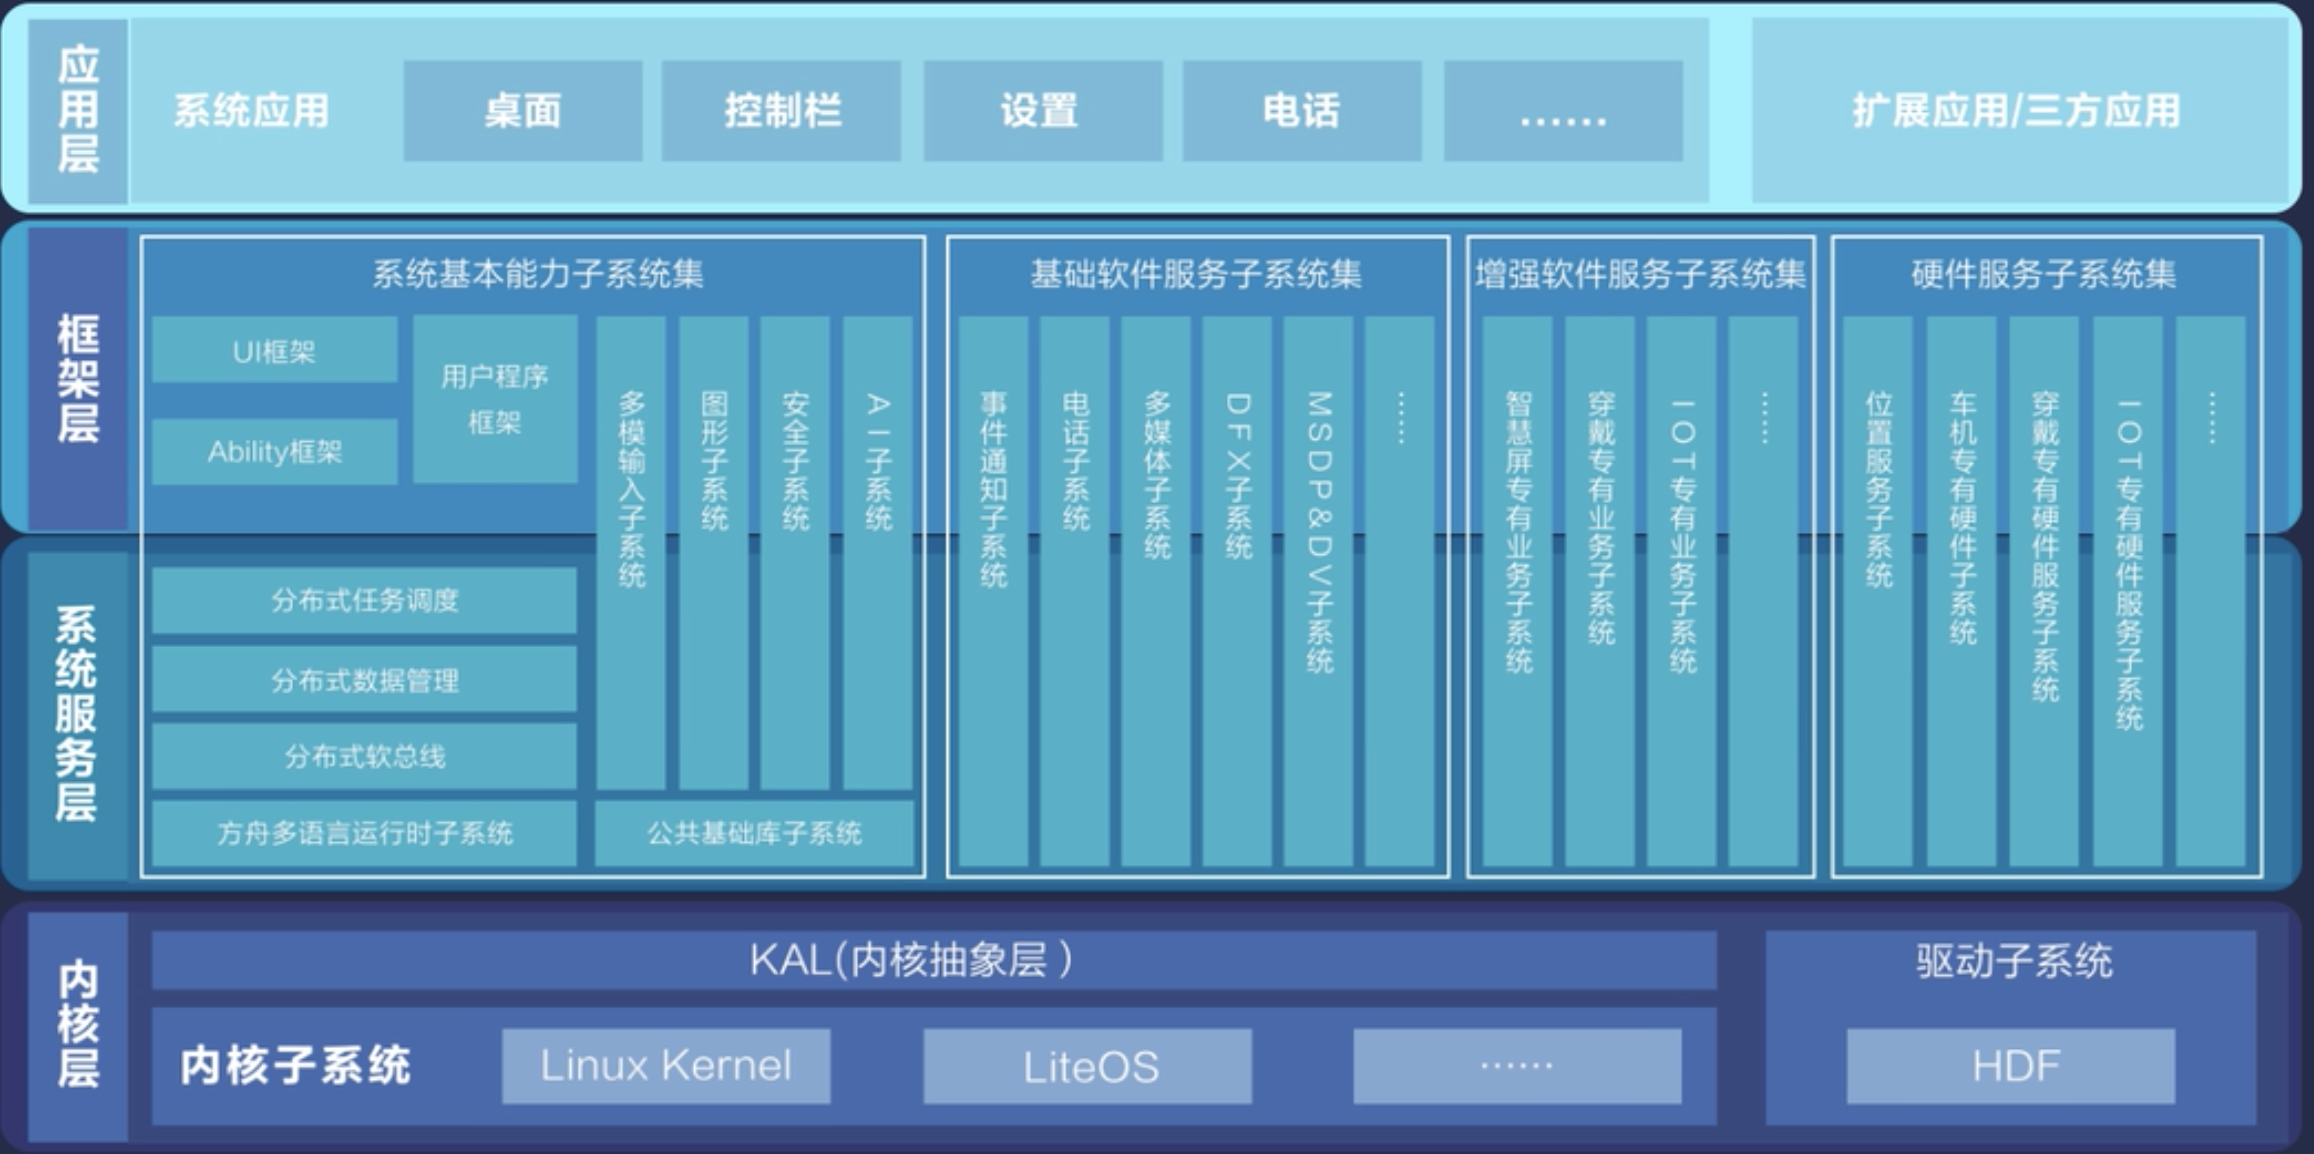 应用层
系统应用
桌面
控制栏
设置
电话
......
扩展应用/三方应用
框架层
系统基本能力子系统集
UI框架
Ability框架
用户程序
框架
多模输入子系统
图形子系统
安全子系统
AI子系统
基础软件服务子系统集
事件通知子系统
电话子系统
多媒体子系统
DFX子系统
MSDP&DV子系统
......
增强软件服务子系统集
智慧屏专有业务子系统
穿戴专有业务子系统
IOT专有业务子系统
......
硬件服务子系统集
位置服务子系统
车机专有硬件子系统
穿戴专有硬件服务子系统
IOT专有硬件服务子系统
......
系统服务层
分布式任务调度
分布式数据管理
分布式软总线
方舟多语言运行时子系统
公共基础库子系统
内核层
KAL(内核抽象层）
内核子系统
Linux Kernel
LiteOS
......
驱动子系统
HDF